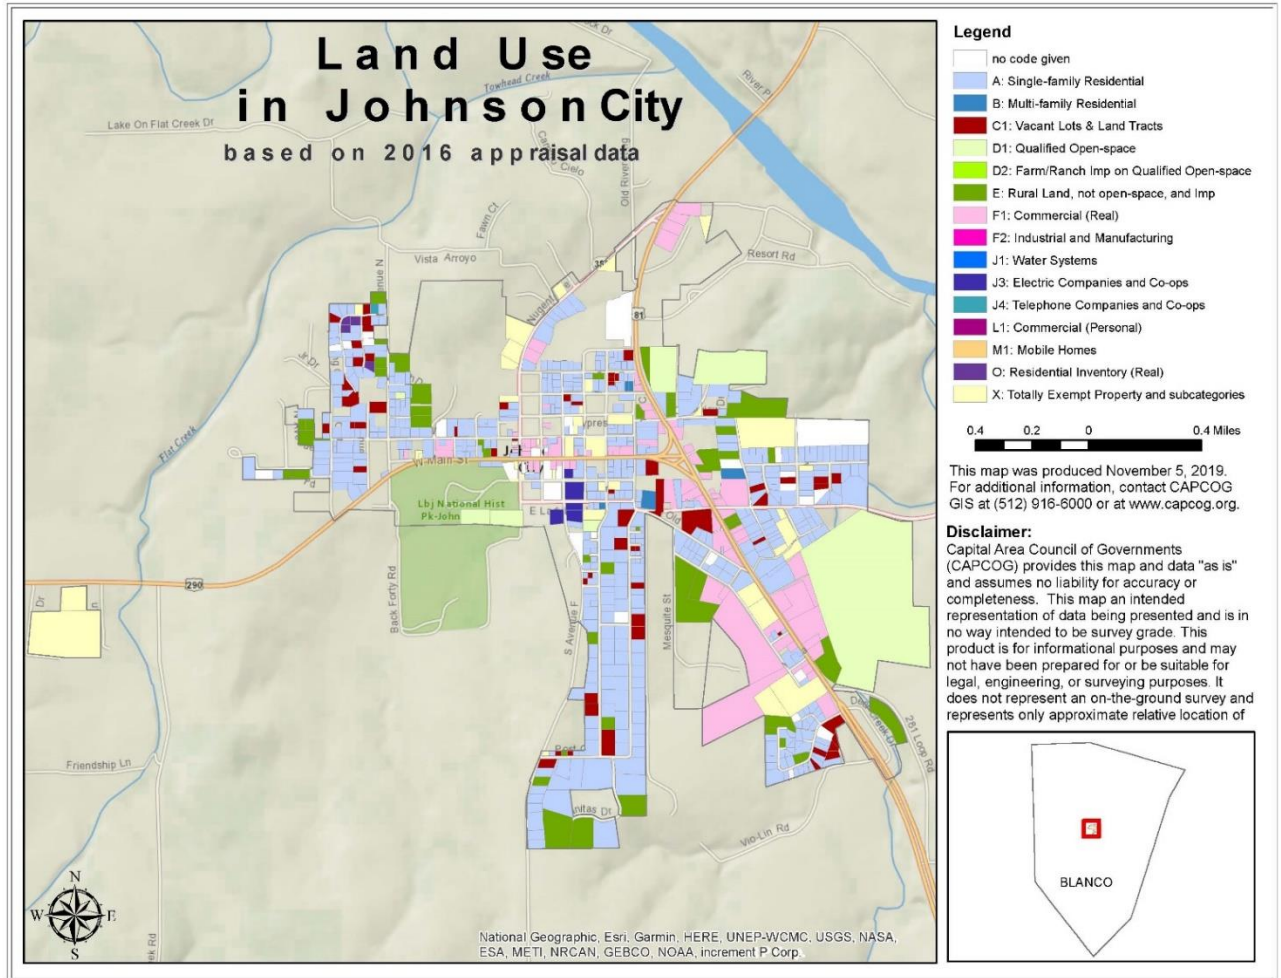 Land Use
in Johnson City
based on 2016 appraisal data
Towhead Creek
River P
Lake On Flat Creek Dr
Cielo
Old River
Fawn Ct
Vista Arroyo
Resort Rd
Nugent
81
Jr Dr
Flat Creek
W Main St
Lbj National Hist
Pk-John
E La
Old
290
Back Forty Rd
S Avenue F
Mesquite St
Dr
281 Loop Rd
Friendship Ln
nitas Dr
Vio-Lin Rd
ek Rd
N
W E
S
National Geographic, Esri, Garmin, HERE, UNEP-WCMC, USGS, NASA,
ESA, METI, NRCAN, GEBCO, NOAA, increment P Corp.
Legend
no code given
A: Single-family Residential
B: Multi-family Residential
C1: Vacant Lots & Land Tracts
D1: Qualified Open-space
D2: Farm/Ranch Imp on Qualified Open-space
E: Rural Land, not open-space, and Imp
F1: Commercial (Real)
F2: Industrial and Manufacturing
J1: Water Systems
J3: Electric Companies and Co-ops
J4: Telephone Companies and Co-ops
L1: Commercial (Personal)
M1: Mobile Homes
O: Residential Inventory (Real)
X: Totally Exempt Property and subcategories
0.4 0.2 0 0.4 Miles
This map was produced November 5, 2019.
For additional information, contact CAPCOG
GIS at (512) 916-6000 or at www.capcog.org.
Disclaimer:
Capital Area Council of Governments
(CAPCOG) provides this map and data "as is"
and assumes no liability for accuracy or
completeness. This map an intended
representation of data being presented and is in
no way intended to be survey grade. This
product is for informational purposes and may
not have been prepared for or be suitable for
legal, engineering, or surveying purposes. It
does not represent an on-the-ground survey and
represents only approximate relative location of
BLANCO